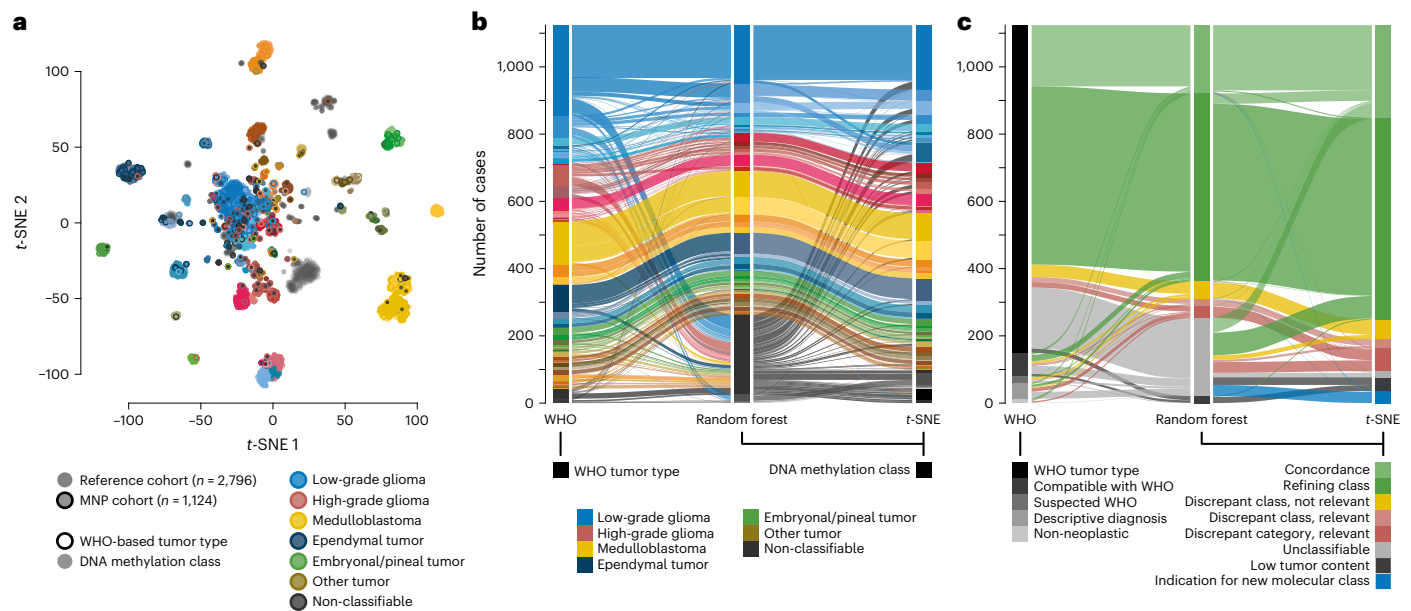 a
t-SNE 2
100
50
0
−50
−100
−100
−50
0
50
100
t-SNE 1
Reference cohort (n = 2,796)
MNP cohort (n = 1,124)
WHO-based tumor type
DNA methylation class
Low-grade glioma
High-grade glioma
Medulloblastoma
Ependymal tumor
Embryonal/pineal tumor
Other tumor
Non-classifiable
b
Number of cases
1,000
800
600
400
200
0
WHO
Random forest
t-SNE
WHO tumor type
DNA methylation class
Low-grade glioma
High-grade glioma
Medulloblastoma
Ependymal tumor
Embryonal/pineal tumor
Other tumor
Non-classifiable
c
1,000
800
600
400
200
0
WHO
Random forest
t-SNE
WHO tumor type
Compatible with WHO
Suspected WHO
Descriptive diagnosis
Non-neoplastic
Concordance
Refining class
Discrepant class, not relevant
Discrepant class, relevant
Discrepant category, relevant
Unclassifiable
Low tumor content
Indication for new molecular class